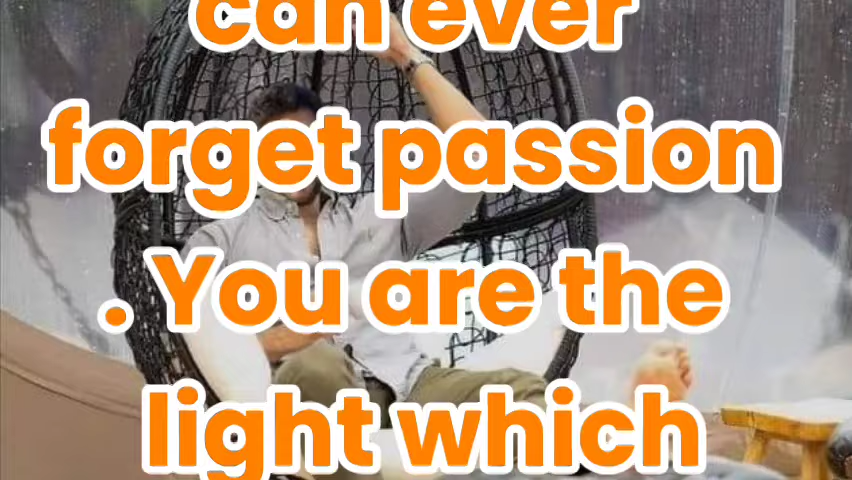 can ever
forget passion
. You are the
light which